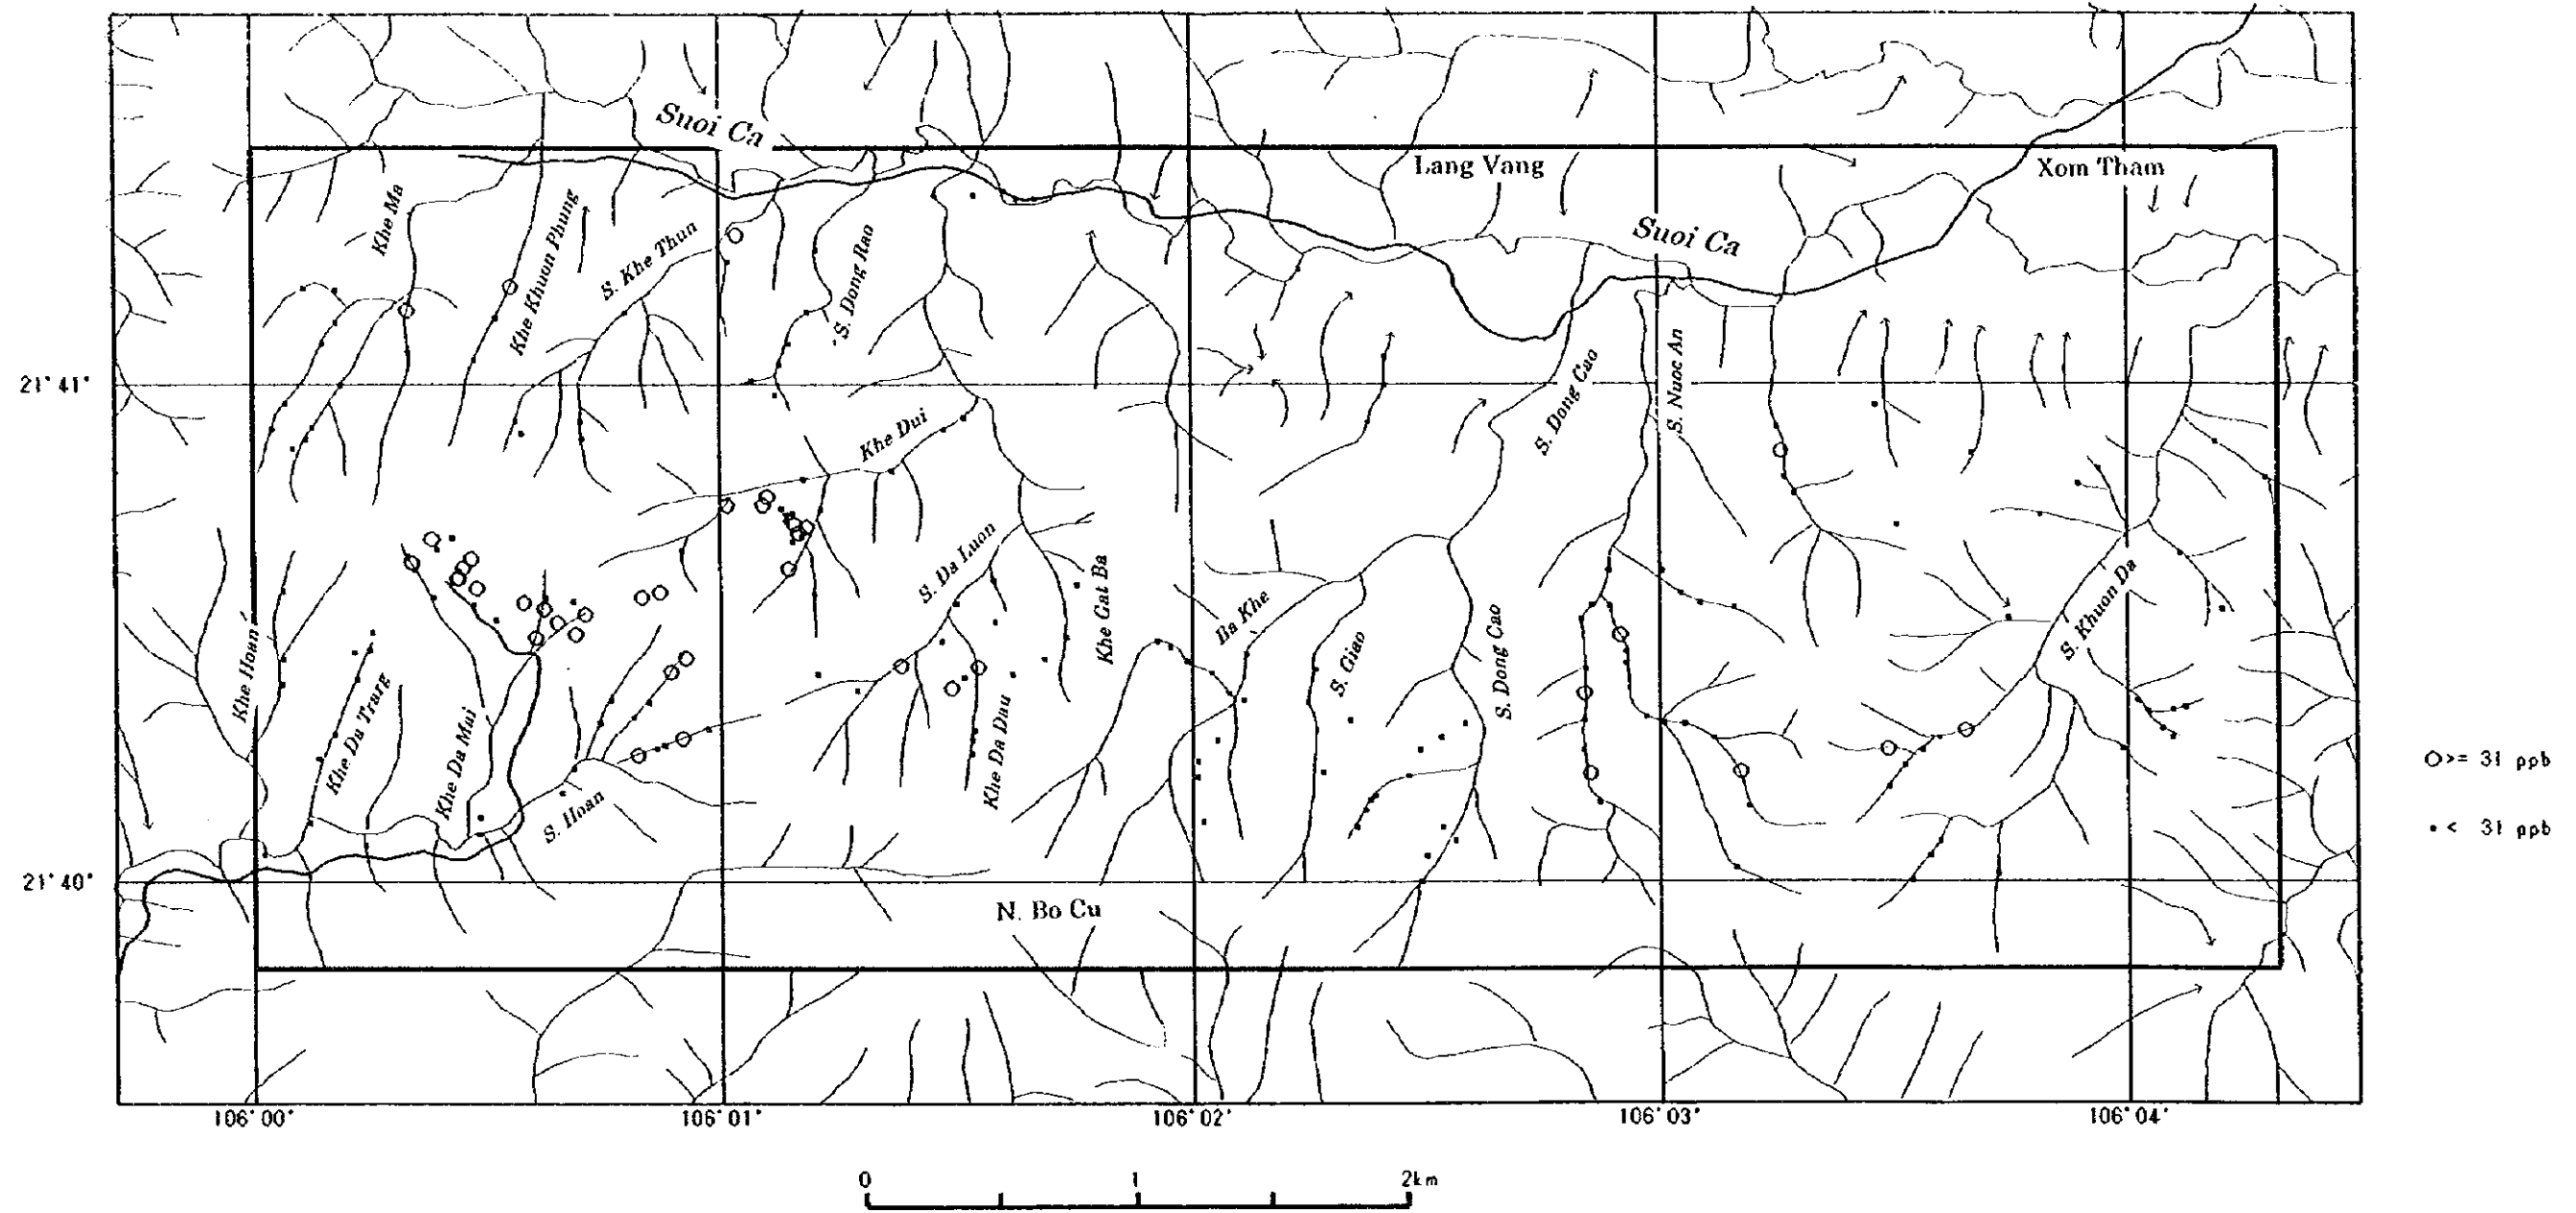 Suoi Ca
Lang Vang
Xom Tham
Khe Ma
Khe Khuon Phung
S. Khe Thun
S. Dong Rao
Suoi Ca
21°41'
Khe Dui
S. Dong Cao
S. Nuoc An
S. Da Luon
Khe Gat Ba
Ba Khe
S. Giao
S. Dong Cao
S. Khuon Da
Khe Hoan
Khe Da Trarg
Khe Da Mai
S. Hoan
Khe Da Dau
○>= 31 ppb
• < 31 ppb
21°40'
N. Bo Cu
106°00' 106°01' 106°02' 106°03' 106°04'
0 1 2km